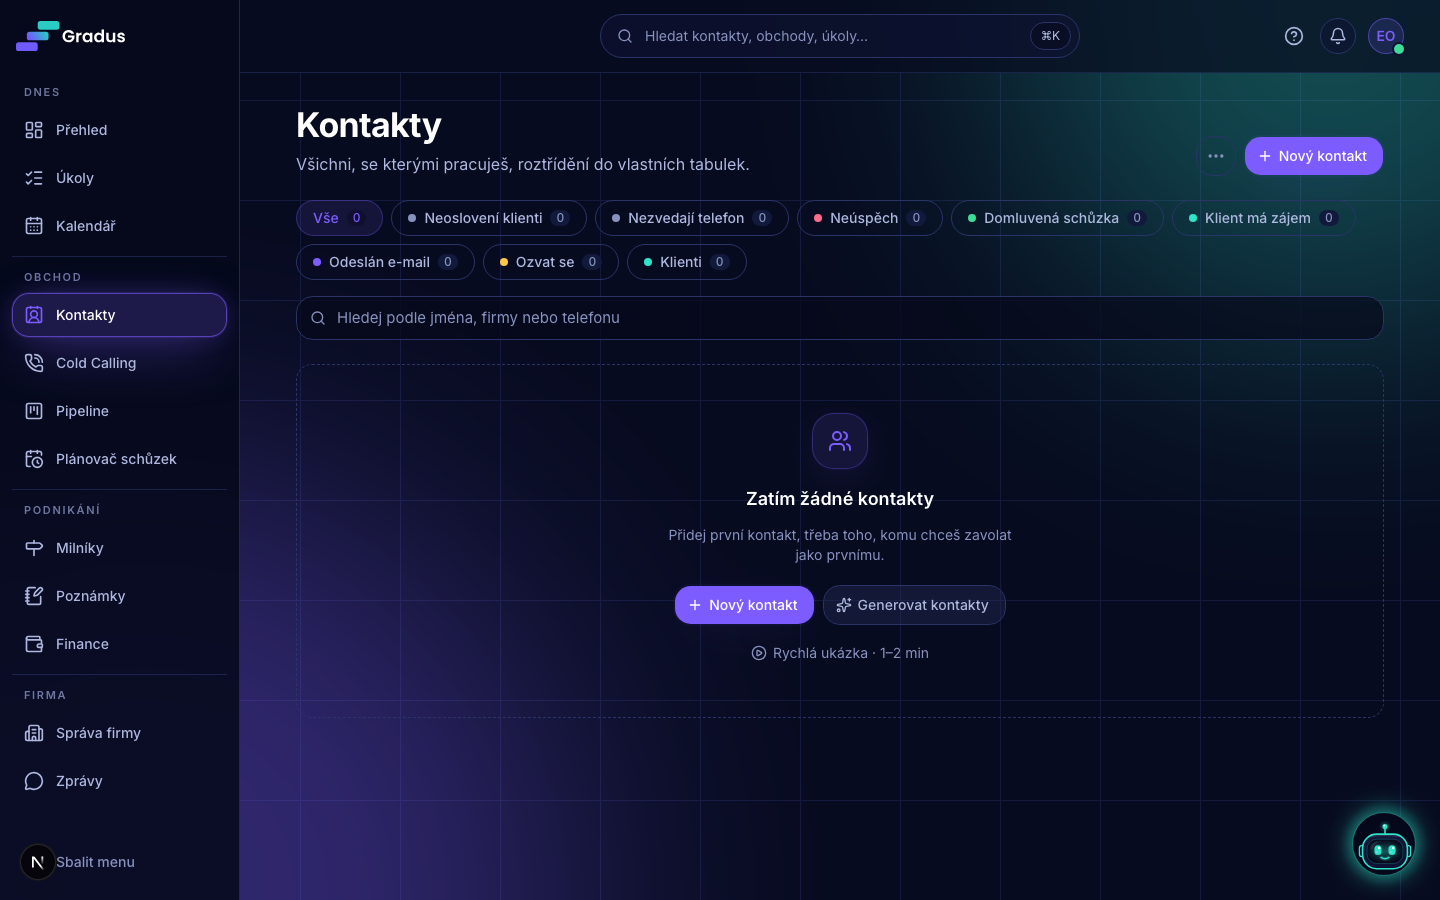 Gradus
Hledat kontakty, obchody, úkoly...
⌘K
EO
DNES
Přehled
Úkoly
Kalendář
OBCHOD
Kontakty
Cold Calling
Pipeline
Plánovač schůzek
PODNIKÁNÍ
Milníky
Poznámky
Finance
FIRMA
Správa firmy
Zprávy
N Sbalit menu
Kontakty
Všichni, se kterými pracuješ, roztřídění do vlastních tabulek.
Nový kontakt
Vše 0 Neoslovení klienti 0 Nezvedají telefon 0 Neúspěch 0 Domluvená schůzka 0 Klient má zájem 0
Odeslán e-mail 0 Ozvat se 0 Klienti 0
Hledej podle jména, firmy nebo telefonu
Zatím žádné kontakty
Přidej první kontakt, třeba toho, komu chceš zavolat
jako prvnímu.
Nový kontakt Generovat kontakty
Rychlá ukázka · 1–2 min